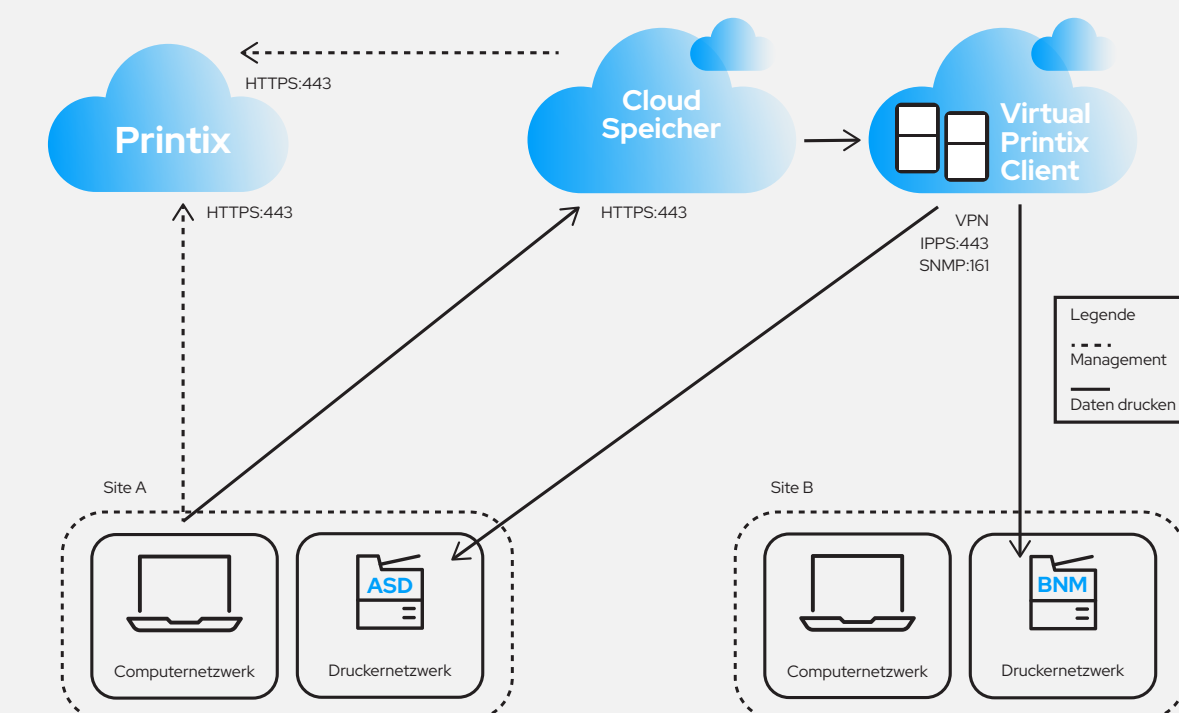 HTTPS:443
Printix
Cloud
Speicher
Virtual
Printix
Client
HTTPS:443
HTTPS:443
VPN
IPPS:443
SNMP:161
Legende
Management
Daten drucken
Site A
Site B
ASD
BNM
Computernetzwerk
Druckernetzwerk
Computernetzwerk
Druckernetzwerk